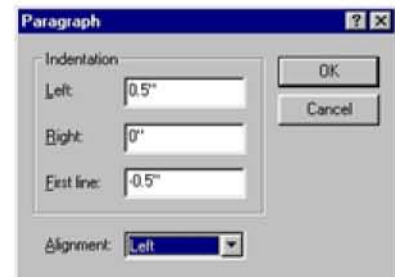 Paragraph
Indentation
Left: 0.5"
Right: 0"
First line: -0.5"
Alignment: Left
OK
Cancel